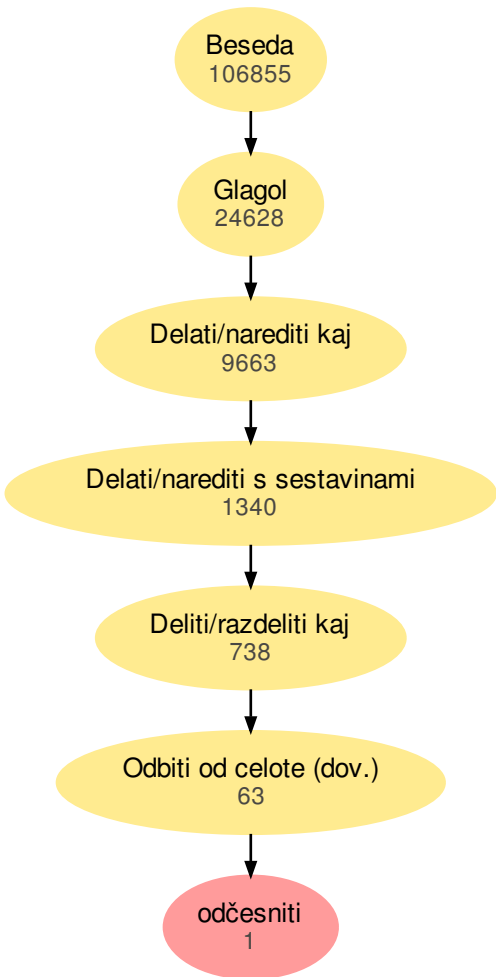 Beseda
106855
Glagol
24628
Delati/narediti kaj
9663
Delati/narediti s sestavinami
1340
Deliti/razdeliti kaj
738
Odbiti od celote (dov.)
63
odčesniti
1